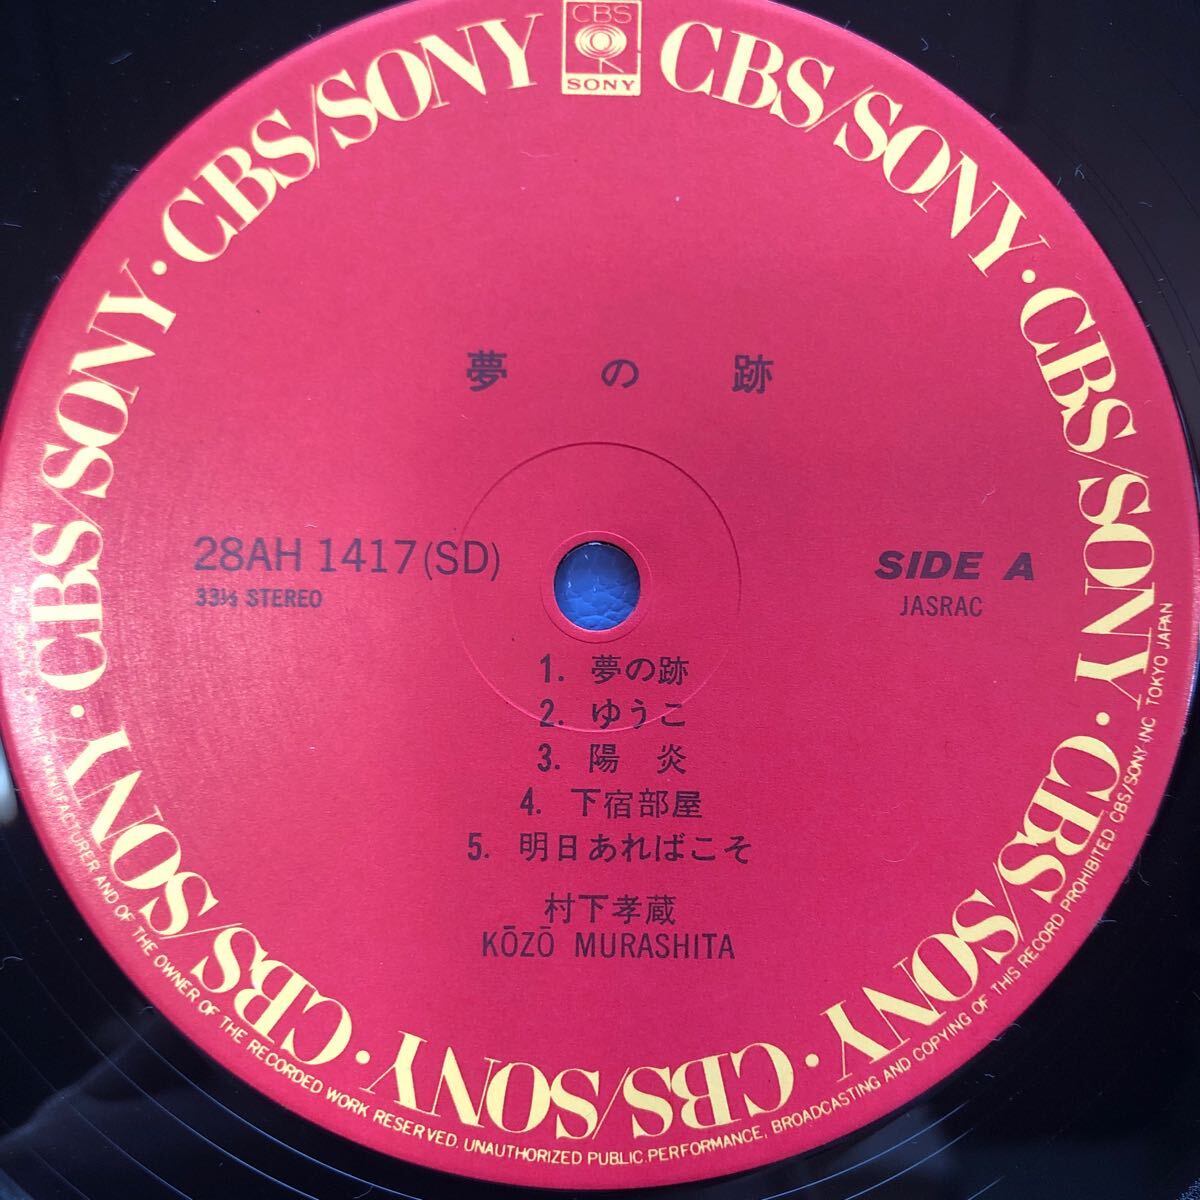 CBS
SONY
CBS/SONY · CBS/SONY · CBS/SONY · CBS/SONY · CBS/SONY · CBS/SONY · CBS/SONY · CBS/SONY
夢の跡
28AH 1417(SD)
33⅓ STEREO
SIDE A
JASRAC
1. 夢の跡
2. ゆうこ
3. 陽 炎
4. 下宿部屋
5. 明日あればこそ
村下孝蔵
KŌZŌ MURASHITA
MANUFACTURER AND OF THE OWNER OF THE RECORDED WORK RESERVED. UNAUTHORIZED PUBLIC PERFORMANCE, BROADCASTING AND COPYING OF THIS RECORD PROHIBITED CBS/SONY INC TOKYO JAPAN